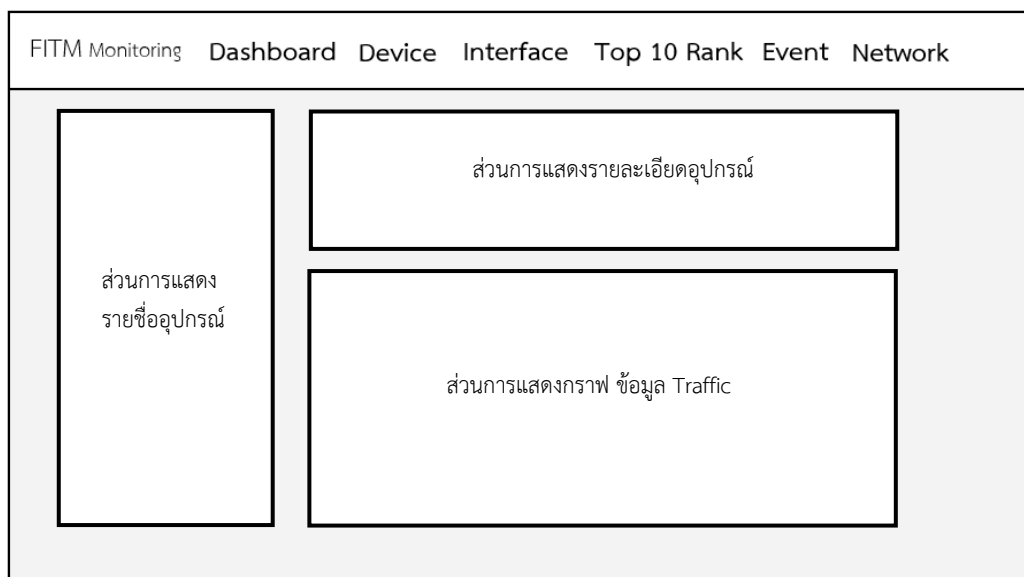 FITM Monitoring Dashboard Device Interface Top 10 Rank Event Network
ส่วนการแสดง
รายชื่ออุปกรณ์
ส่วนการแสดงรายละเอียดอุปกรณ์
ส่วนการแสดงกราฟ ข้อมูล Traffic